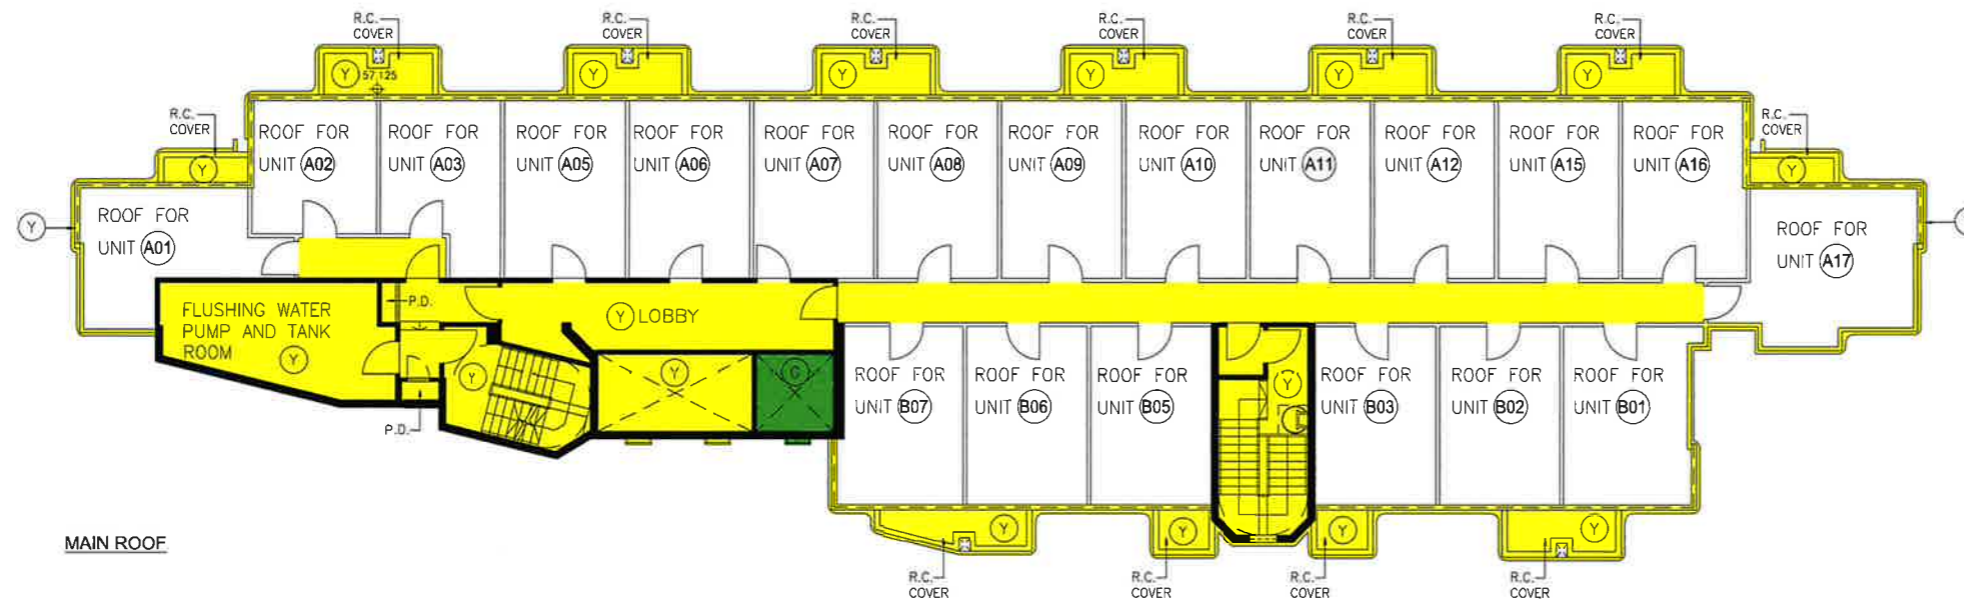 R.C.
COVER
R.C.
COVER
R.C.
COVER
R.C.
COVER
R.C.
COVER
R.C.
COVER
Y
57.125
Y
Y
Y
Y
Y
R.C.
COVER
R.C.
COVER
Y
Y
ROOF FOR
UNIT A02
ROOF FOR
UNIT A03
ROOF FOR
UNIT A05
ROOF FOR
UNIT A06
ROOF FOR
UNIT A07
ROOF FOR
UNIT A08
ROOF FOR
UNIT A09
ROOF FOR
UNIT A10
ROOF FOR
UNIT A11
ROOF FOR
UNIT A12
ROOF FOR
UNIT A15
ROOF FOR
UNIT A16
Y
ROOF FOR
UNIT A01
ROOF FOR
UNIT A17
FLUSHING WATER
PUMP AND TANK
ROOM
Y
P.D.
Y LOBBY
Y
Y
G
P.D.
ROOF FOR
UNIT B07
ROOF FOR
UNIT B06
ROOF FOR
UNIT B05
Y
ROOF FOR
UNIT B03
ROOF FOR
UNIT B02
ROOF FOR
UNIT B01
Y
Y
Y
Y
MAIN ROOF
R.C.
COVER
R.C.
COVER
R.C.
COVER
R.C.
COVER